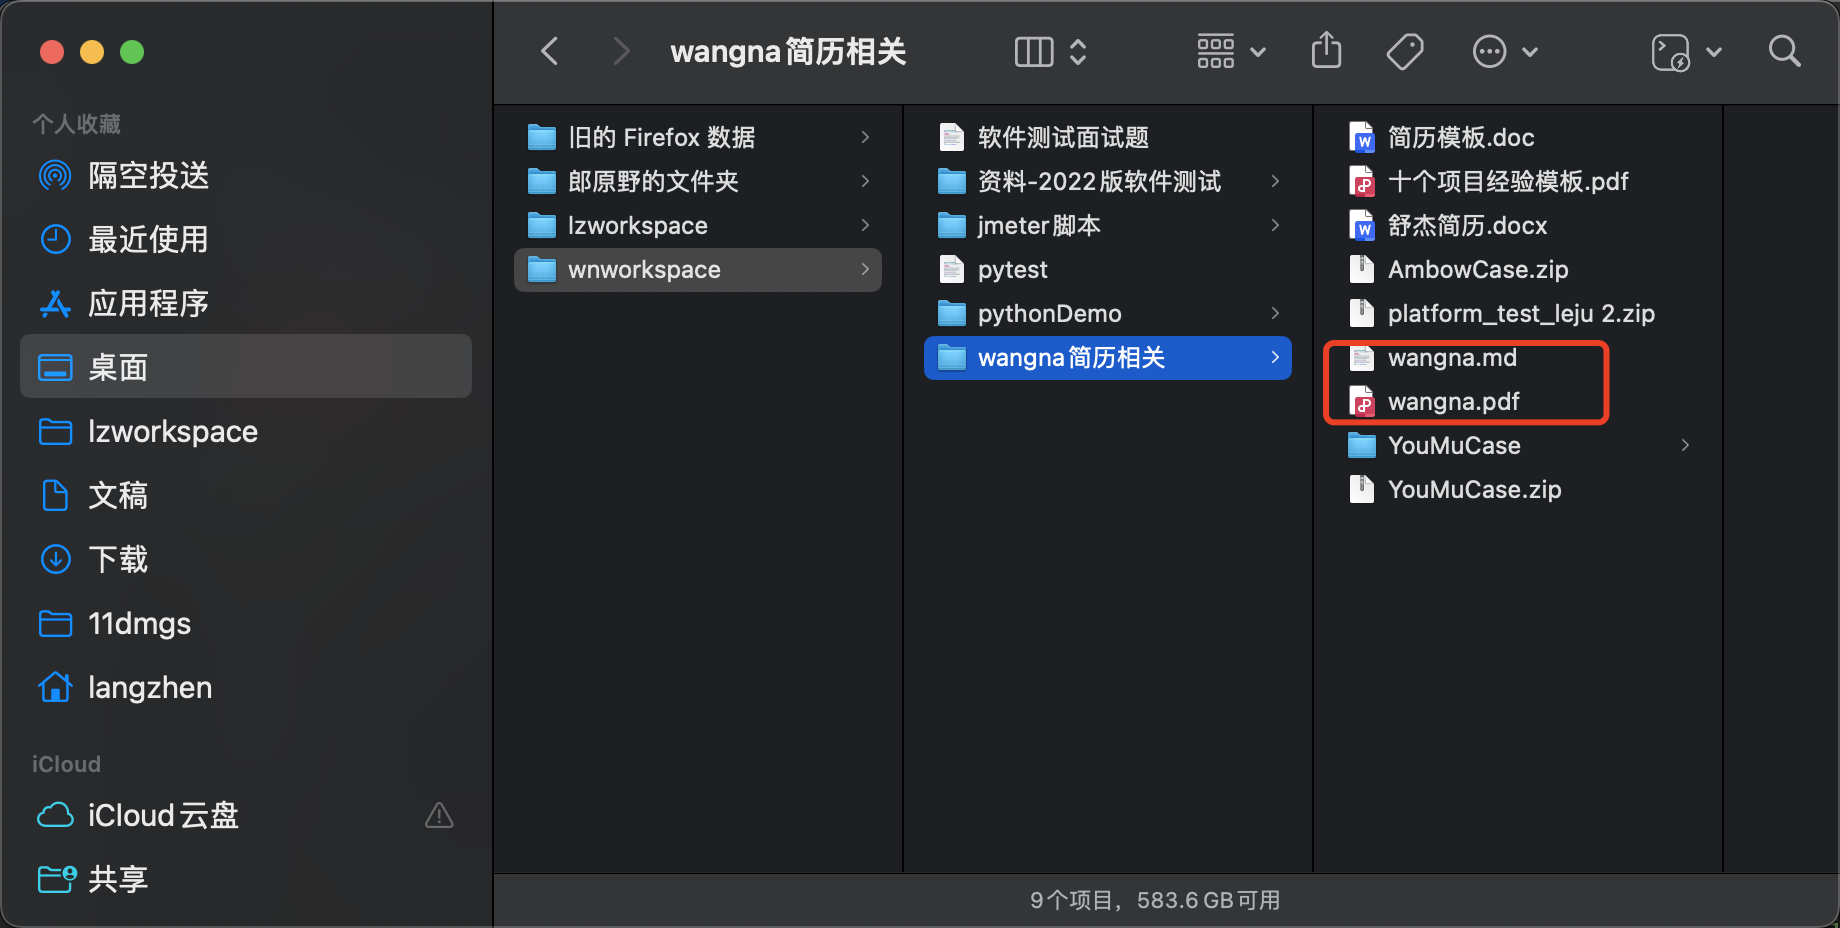 wangna简历相关
个人收藏
隔空投送
最近使用
应用程序
桌面
lzworkspace
文稿
下载
11dmgs
langzhen
iCloud
iCloud云盘
共享
旧的 Firefox 数据
郎原野的文件夹
lzworkspace
wnworkspace
软件测试面试题
资料-2022版软件测试
jmeter脚本
pytest
pythonDemo
wangna简历相关
简历模板.doc
十个项目经验模板.pdf
舒杰简历.docx
AmbowCase.zip
platform_test_leju 2.zip
wangna.md
wangna.pdf
YouMuCase
YouMuCase.zip
9个项目，583.6 GB可用